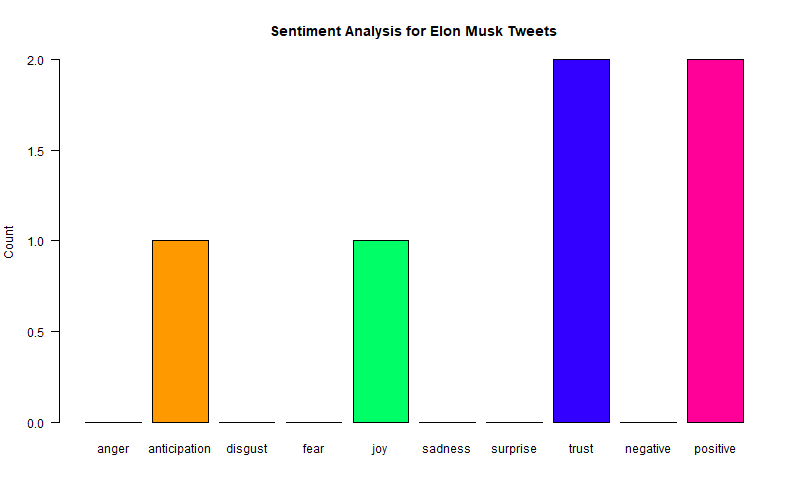 Sentiment Analysis for Elon Musk Tweets
2.0
1.5
1.0
0.5
0.0
Count
anger anticipation disgust fear joy sadness surprise trust negative positive